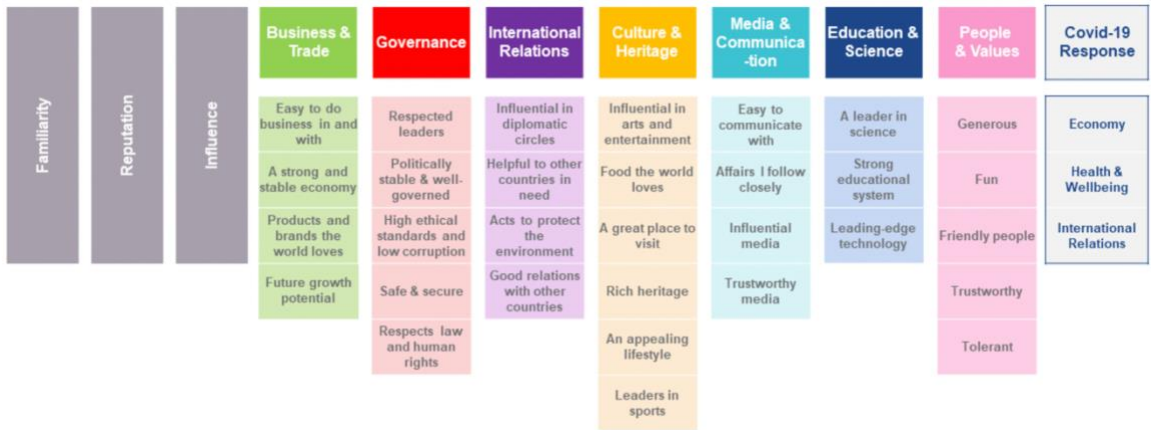 Familiarity
Reputation
Influence
Business &
Trade
Easy to do
business in and
with
A strong and
stable economy
Products and
brands the
world loves
Future growth
potential
Governance
Respected
leaders
Politically
stable & well-
governed
High ethical
standards and
low corruption
Safe & secure
Respects law
and human
rights
International
Relations
Influential in
diplomatic
circles
Helpful to other
countries in
need
Acts to protect
the
environment
Good relations
with other
countries
Culture &
Heritage
Influential in
arts and
entertainment
Food the world
loves
A great place to
visit
Rich heritage
An appealing
lifestyle
Leaders in
sports
Media &
Communica
-tion
Easy to
communicate
with
Affairs I follow
closely
Influential
media
Trustworthy
media
Education &
Science
A leader in
science
Strong
educational
system
Leading-edge
technology
People
& Values
Generous
Fun
Friendly people
Trustworthy
Tolerant
Covid-19
Response
Economy
Health &
Wellbeing
International
Relations